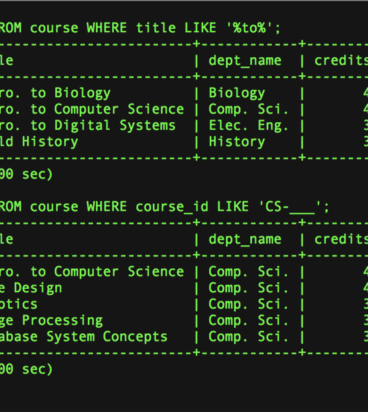 ROM course WHERE title LIKE '%to%';
-------------------------+------------+--------
le | dept_name | credits
-------------------------+------------+--------
ro. to Biology | Biology | 4
ro. to Computer Science | Comp. Sci. | 4
ro. to Digital Systems | Elec. Eng. | 3
ld History | History | 3
-------------------------+------------+--------
00 sec)
ROM course WHERE course_id LIKE 'CS-___';
-------------------------+------------+--------
le | dept_name | credits
-------------------------+------------+--------
ro. to Computer Science | Comp. Sci. | 4
e Design | Comp. Sci. | 4
otics | Comp. Sci. | 3
ge Processing | Comp. Sci. | 3
abase System Concepts | Comp. Sci. | 3
-------------------------+------------+--------
00 sec)